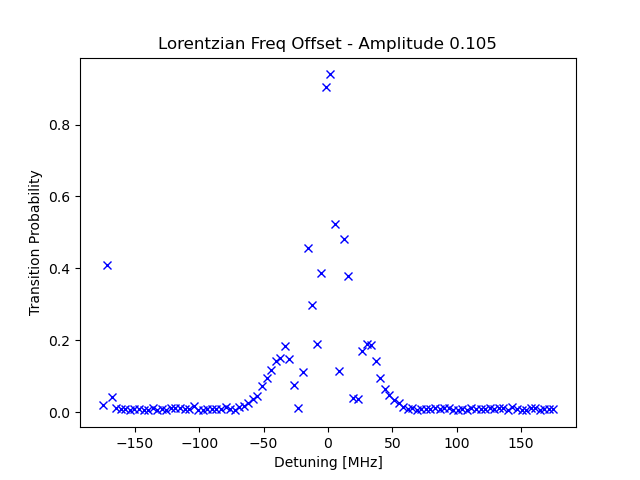 Lorentzian Freq Offset - Amplitude 0.105
Transition Probability
0.8
0.6
0.4
0.2
0.0
−150 −100 −50 0 50 100 150
Detuning [MHz]